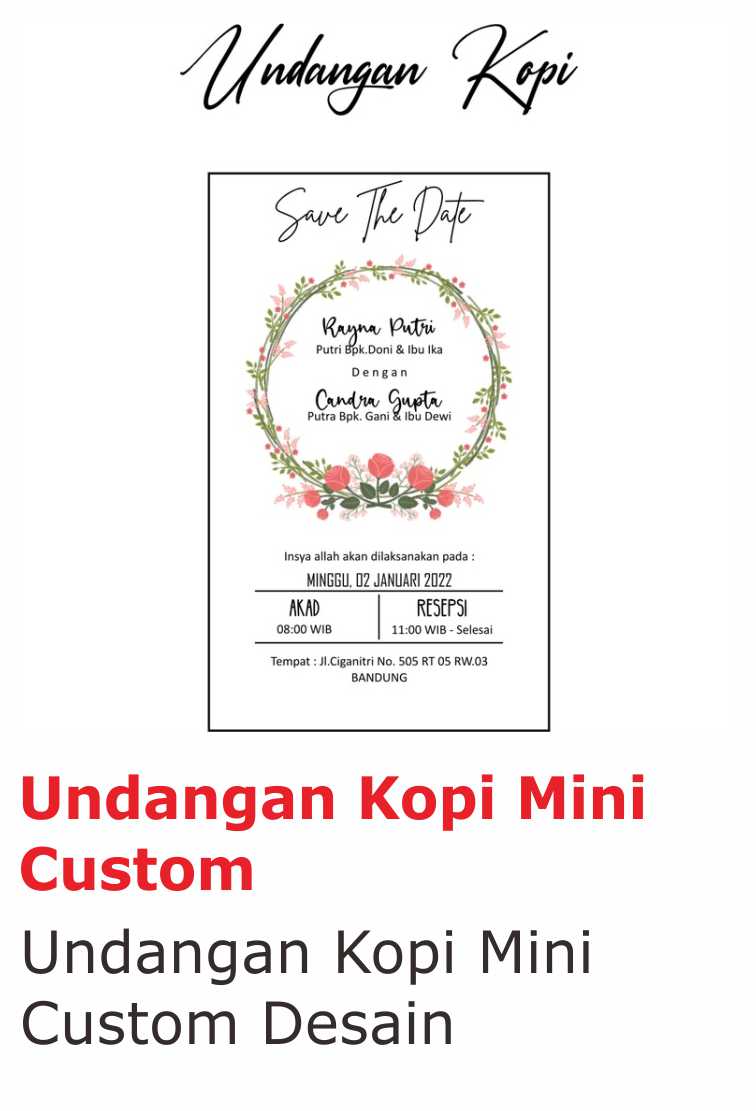 Undangan Kopi
Save The Date
Rayna Putri
Putri Bpk.Doni & Ibu Ika
Dengan
Candra Gupta
Putra Bpk. Gani & Ibu Dewi
Insya allah akan dilaksanakan pada :
MINGGU, 02 JANUARI 2022
AKAD
08:00 WIB
RESEPSI
11:00 WIB - Selesai
Tempat : Jl.Ciganitri No. 505 RT 05 RW.03
BANDUNG
Undangan Kopi Mini
Custom
Undangan Kopi Mini
Custom Desain